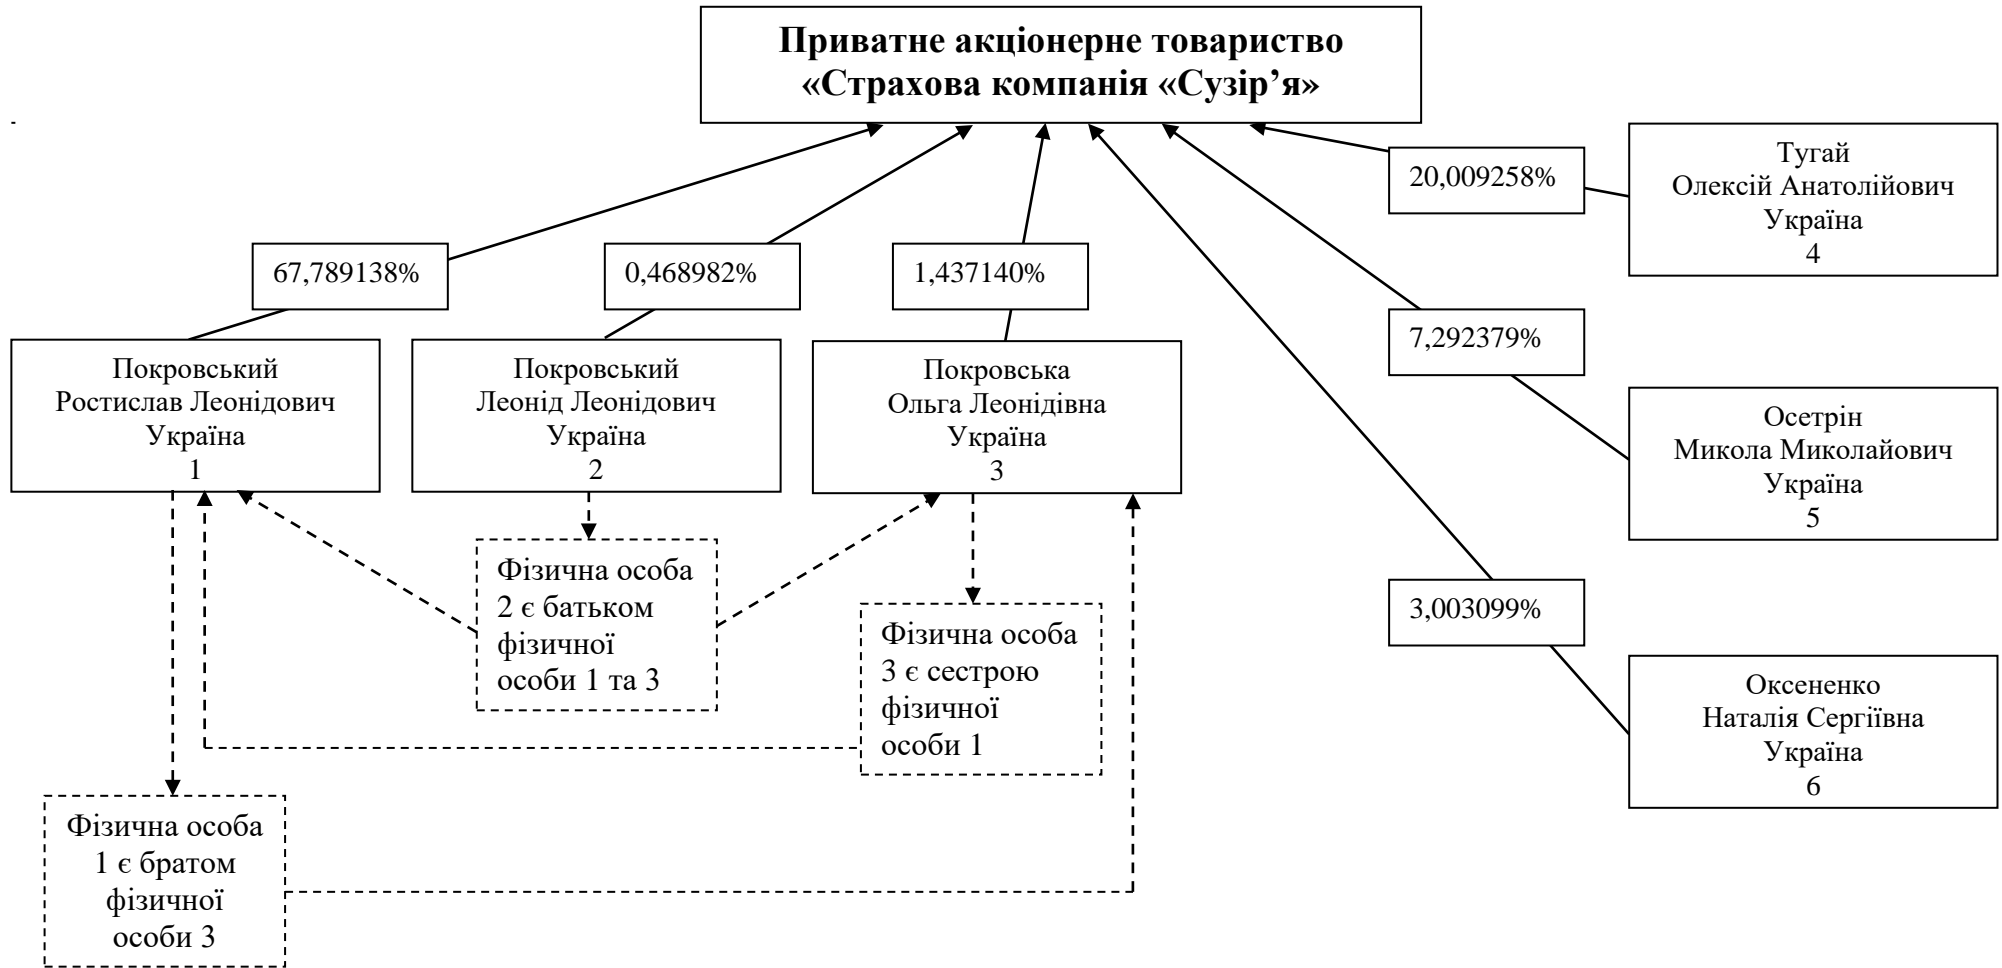 Приватне акціонерне товариство
«Страхова компанія «Сузір’я»
-
Тугай
Олексій Анатолійович
Україна
4
20,009258%
67,789138%
0,468982%
1,437140%
7,292379%
Покровський
Ростислав Леонідович
Україна
1
Покровський
Леонід Леонідович
Україна
2
Покровська
Ольга Леонідівна
Україна
3
Осетрін
Микола Миколайович
Україна
5
Фізична особа
2 є батьком
фізичної
особи 1 та 3
3,003099%
Фізична особа
3 є сестрою
фізичної
особи 1
Оксененко
Наталія Сергіївна
Україна
6
Фізична особа
1 є братом
фізичної
особи 3